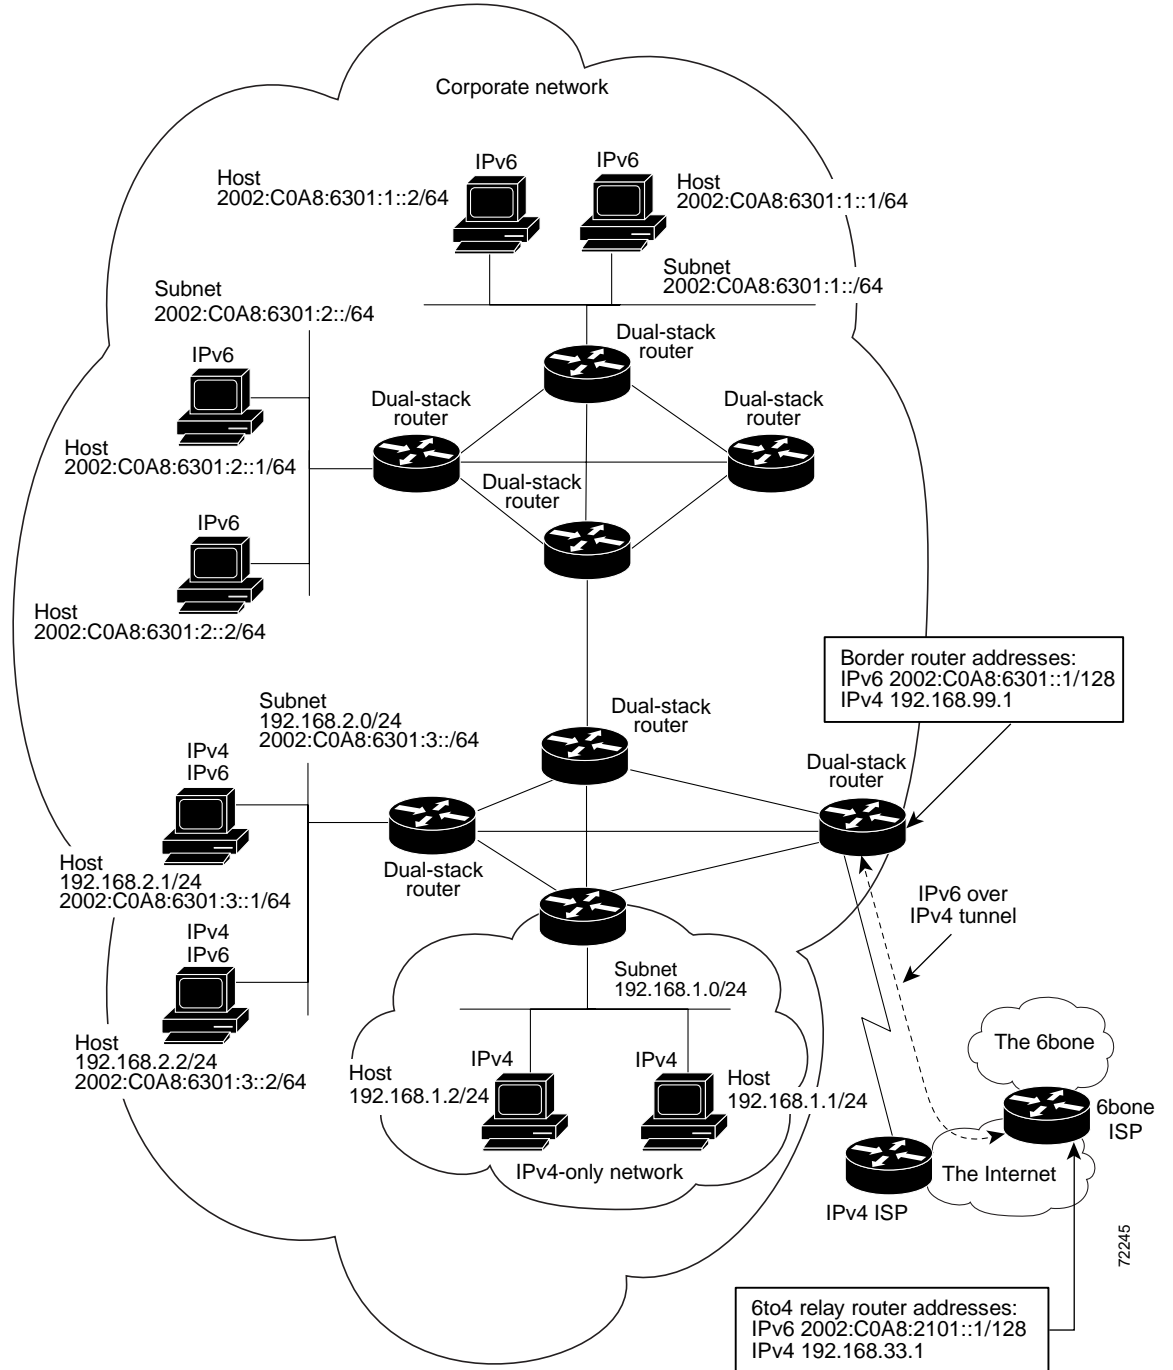 Corporate network
IPv6
IPv6
Host
2002:C0A8:6301:1::2/64
Host
2002:C0A8:6301:1::1/64
Subnet
2002:C0A8:6301:1::/64
Subnet
2002:C0A8:6301:2::/64
Dual-stack
router
IPv6
Dual-stack
router
Dual-stack
router
Host
2002:C0A8:6301:2::1/64
Dual-stack
router
IPv6
Host
2002:C0A8:6301:2::2/64
Border router addresses:
IPv6 2002:C0A8:6301::1/128
IPv4 192.168.99.1
Subnet
192.168.2.0/24
2002:C0A8:6301:3::/64
Dual-stack
router
IPv4
IPv6
Dual-stack
router
Host
192.168.2.1/24
2002:C0A8:6301:3::1/64
Dual-stack
router
IPv6 over
IPv4 tunnel
IPv4
IPv6
Subnet
192.168.1.0/24
Host
192.168.2.2/24
2002:C0A8:6301:3::2/64
The 6bone
IPv4
IPv4
Host
192.168.1.2/24
Host
192.168.1.1/24
6bone
ISP
IPv4-only network
The Internet
IPv4 ISP
72245
6to4 relay router addresses:
IPv6 2002:C0A8:2101::1/128
IPv4 192.168.33.1